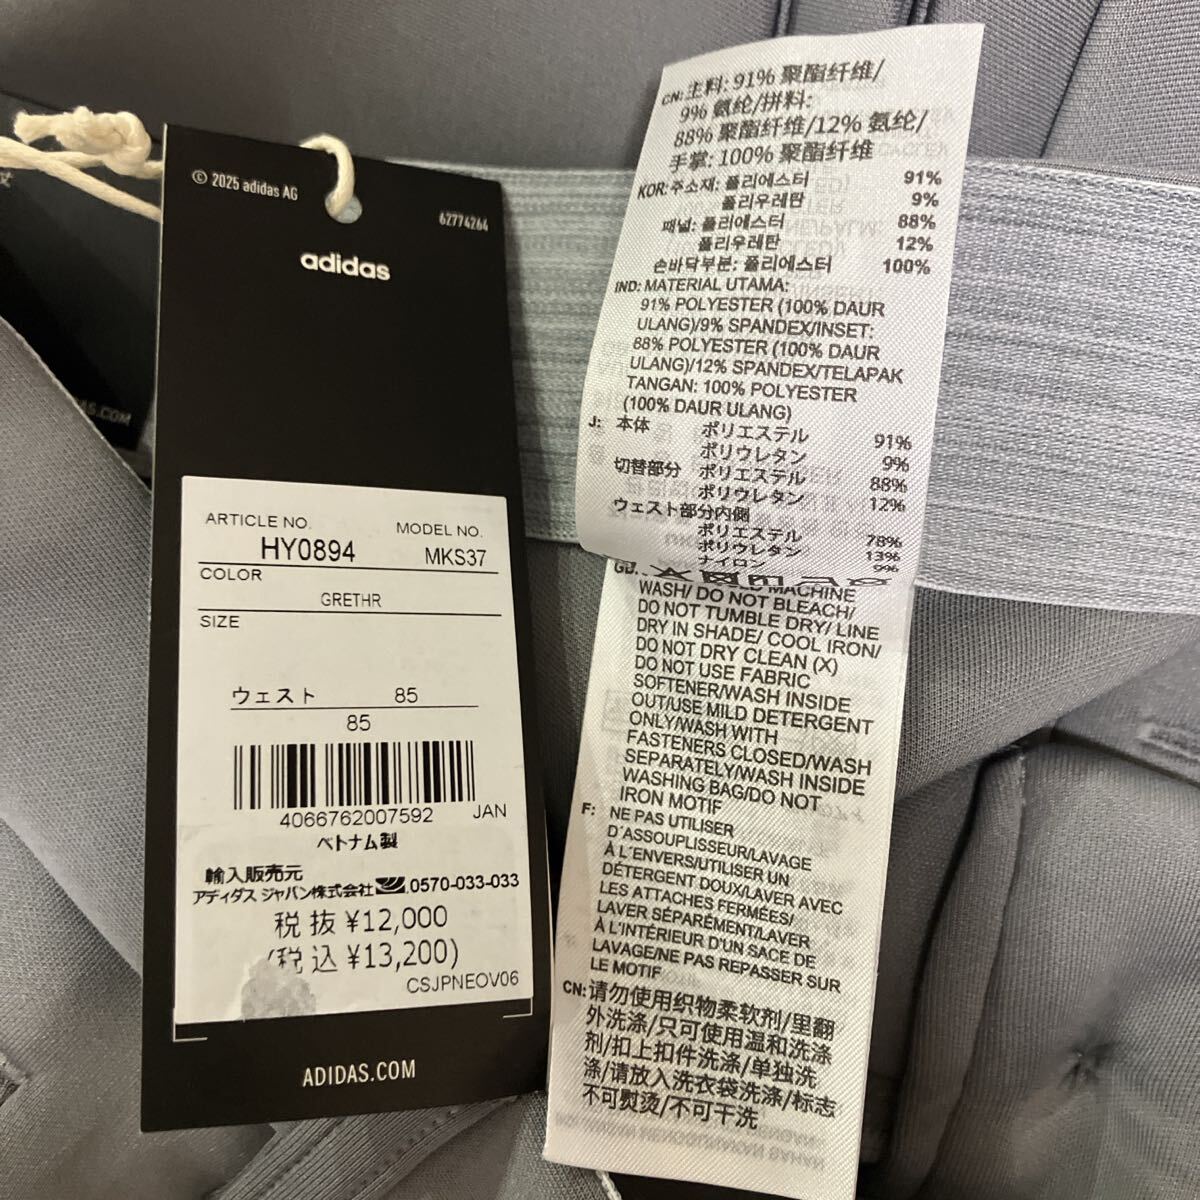 © 2025 adidas AG
62774264
adidas
ARTICLE NO.
MODEL NO.
HY0894
MKS37
COLOR
GRETHR
SIZE
ウェスト 85
85
4066762007592
JAN
ベトナム製
輸入販売元
アディダス ジャパン株式会社 0570-033-033
税 抜 ¥12,000
(税 込 ¥13,200)
CSJPNEOV06
ADIDAS.COM
CN: 主料: 91% 聚酯纤维/
9% 氨纶/拼料:
88% 聚酯纤维/12% 氨纶/
手掌: 100% 聚酯纤维
KOR: 주소재: 폴리에스터 91%
폴리우레탄 9%
패널: 폴리에스터 88%
폴리우레탄 12%
손바닥부분: 폴리에스터 100%
IND: MATERIAL UTAMA:
91% POLYESTER (100% DAUR
ULANG)/9% SPANDEX/INSET:
88% POLYESTER (100% DAUR
ULANG)/12% SPANDEX/TELAPAK
TANGAN: 100% POLYESTER
(100% DAUR ULANG)
J: 本体 ポリエステル 91%
ポリウレタン 9%
切替部分 ポリエステル 88%
ポリウレタン 12%
ウェスト部分内側
ポリエステル 78%
ポリウレタン 13%
ナイロン 9%
GB: MACHINE
WASH/ DO NOT BLEACH/
DO NOT TUMBLE DRY/ LINE
DRY IN SHADE/ COOL IRON/
DO NOT DRY CLEAN (X)
DO NOT USE FABRIC
SOFTENER/WASH INSIDE
OUT/USE MILD DETERGENT
ONLY/WASH WITH
FASTENERS CLOSED/WASH
SEPARATELY/WASH INSIDE
WASHING BAG/DO NOT
IRON MOTIF
F: NE PAS UTILISER
D'ASSOUPLISSEUR/LAVAGE
À L'ENVERS/UTILISER UN
DÉTERGENT DOUX/LAVER AVEC
LES ATTACHES FERMÉES/
LAVER SÉPARÉMENT/LAVER
À L'INTÉRIEUR D'UN SACE DE
LAVAGE/NE PAS REPASSER SUR
LE MOTIF
CN: 请勿使用织物柔软剂/里翻
外洗涤/只可使用温和洗涤
剂/扣上扣件洗涤/单独洗
涤/请放入洗衣袋洗涤/标志
不可熨烫/不可干洗